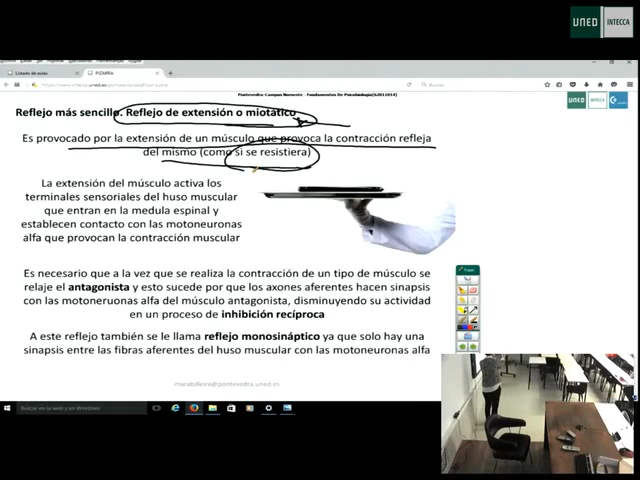 UNED
INTECCA
Listado de aulas
PIZARRA
Buscar
Pontevedra-Campus Noroeste - Fundamentos De Psicobiología(62011014)
UNED INTECCA
Reflejo más sencillo. Reflejo de extensión o miotático
Es provocado por la extensión de un músculo que provoca la contracción refleja
del mismo (como si se resistiera)
La extensión del músculo activa los
terminales sensoriales del huso muscular
que entran en la medula espinal y
establecen contacto con las motoneuronas
alfa que provocan la contracción muscular
Es necesario que a la vez que se realiza la contracción de un tipo de músculo se
relaje el antagonista y esto sucede por que los axones aferentes hacen sinapsis
con las motoneruonas alfa del músculo antagonista, disminuyendo su actividad
en un proceso de inhibición recíproca
A este reflejo también se le llama reflejo monosináptico ya que solo hay una
sinapsis entre las fibras aferentes del huso muscular con las motoneuronas alfa
marabilleira@pontevedra.uned.es
Buscar en la web y en Windows